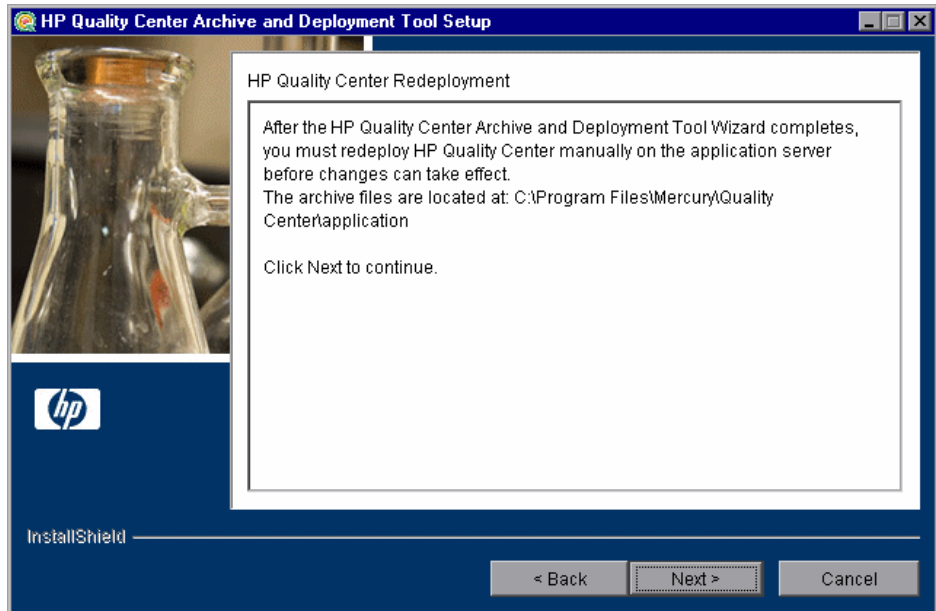 HP Quality Center Archive and Deployment Tool Setup
HP Quality Center Redeployment
After the HP Quality Center Archive and Deployment Tool Wizard completes,
you must redeploy HP Quality Center manually on the application server
before changes can take effect.
The archive files are located at: C:\Program Files\Mercury\Quality
Center\application
Click Next to continue.
hp
InstallShield
< Back
Next >
Cancel